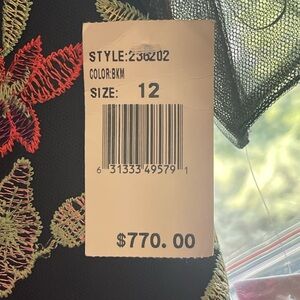 STYLE:236202
COLOR:BKM
SIZE: 12
6 31333 49579 1
$770.00